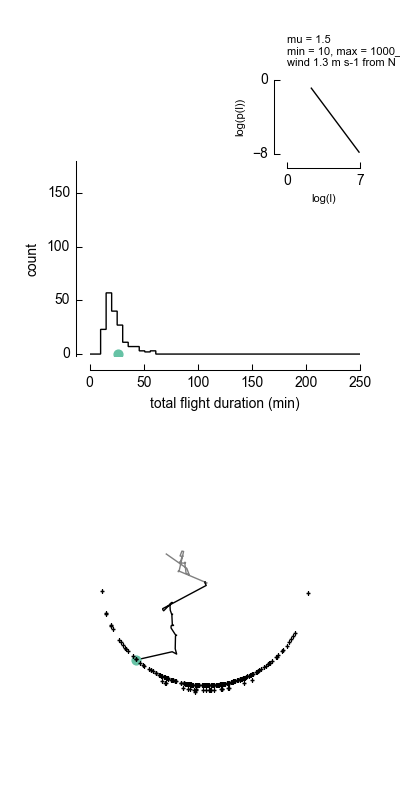 mu = 1.5
min = 10, max = 1000_
wind 1.3 m s-1 from N
0
log(p(l))
−8
0
7
log(l)
150
100
50
0
count
0
50
100
150
200
250
total flight duration (min)